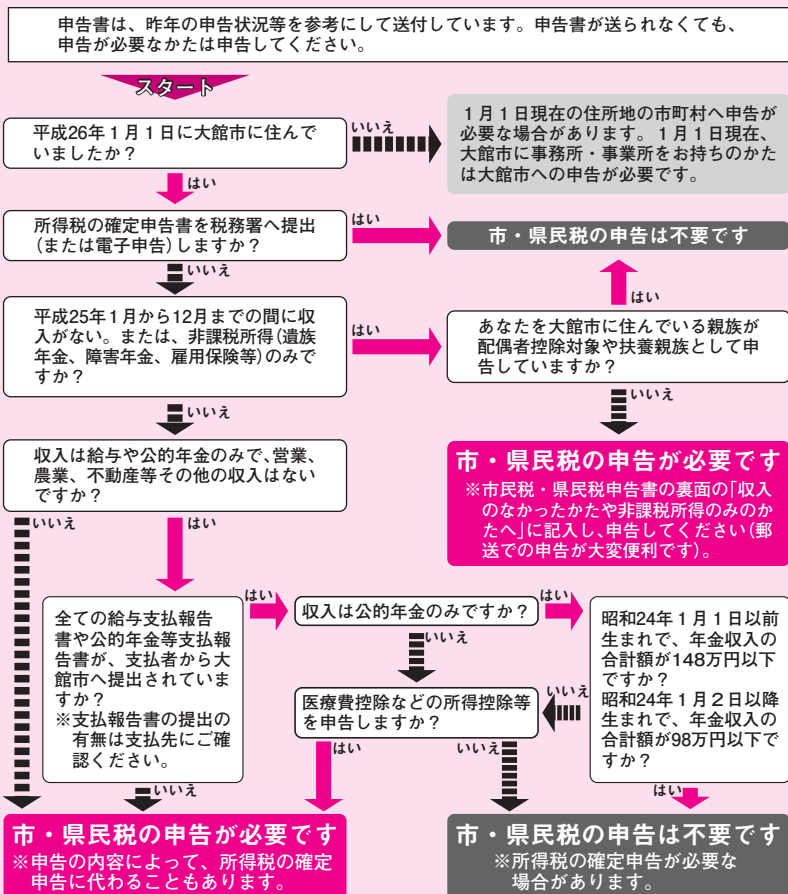 申告書は、昨年の申告状況等を参考にして送付しています。申告書が送られなくても、
申告が必要なかたは申告してください。
スタート
平成26年1月1日に大館市に住んで
いましたか？
いいえ
1月1日現在の住所地の市町村へ申告が
必要な場合があります。1月1日現在、
大館市に事務所・事業所をお持ちのかた
は大館市への申告が必要です。
はい
所得税の確定申告書を税務署へ提出
(または電子申告)しますか？
はい
市・県民税の申告は不要です
いいえ
はい
平成25年1月から12月までの間に収
入がない。または、非課税所得(遺族
年金、障害年金、雇用保険等)のみで
すか？
はい
あなたを大館市に住んでいる親族が
配偶者控除対象や扶養親族として申
告していますか？
いいえ
いいえ
収入は給与や公的年金のみで、営業、
農業、不動産等その他の収入はない
ですか？
市・県民税の申告が必要です
※市民税・県民税申告書の裏面の「収入
のなかったかたや非課税所得のみのか
たへ」に記入し、申告してください(郵
送での申告が大変便利です)。
いいえ
はい
全ての給与支払報告
書や公的年金等支払報
告書が、支払者から大
館市へ提出されていま
すか？
※支払報告書の提出の
有無は支払先にご確
認ください。
はい
収入は公的年金のみですか？
はい
昭和24年1月1日以前
生まれで、年金収入の
合計額が148万円以下
ですか？
昭和24年1月2日以降
生まれで、年金収入の
合計額が98万円以下で
すか？
いいえ
いいえ
医療費控除などの所得控除等
を申告しますか？
はい
いいえ
いいえ
はい
市・県民税の申告が必要です
※申告の内容によって、所得税の確定
申告に代わることもあります。
市・県民税の申告は不要です
※所得税の確定申告が必要な
場合があります。